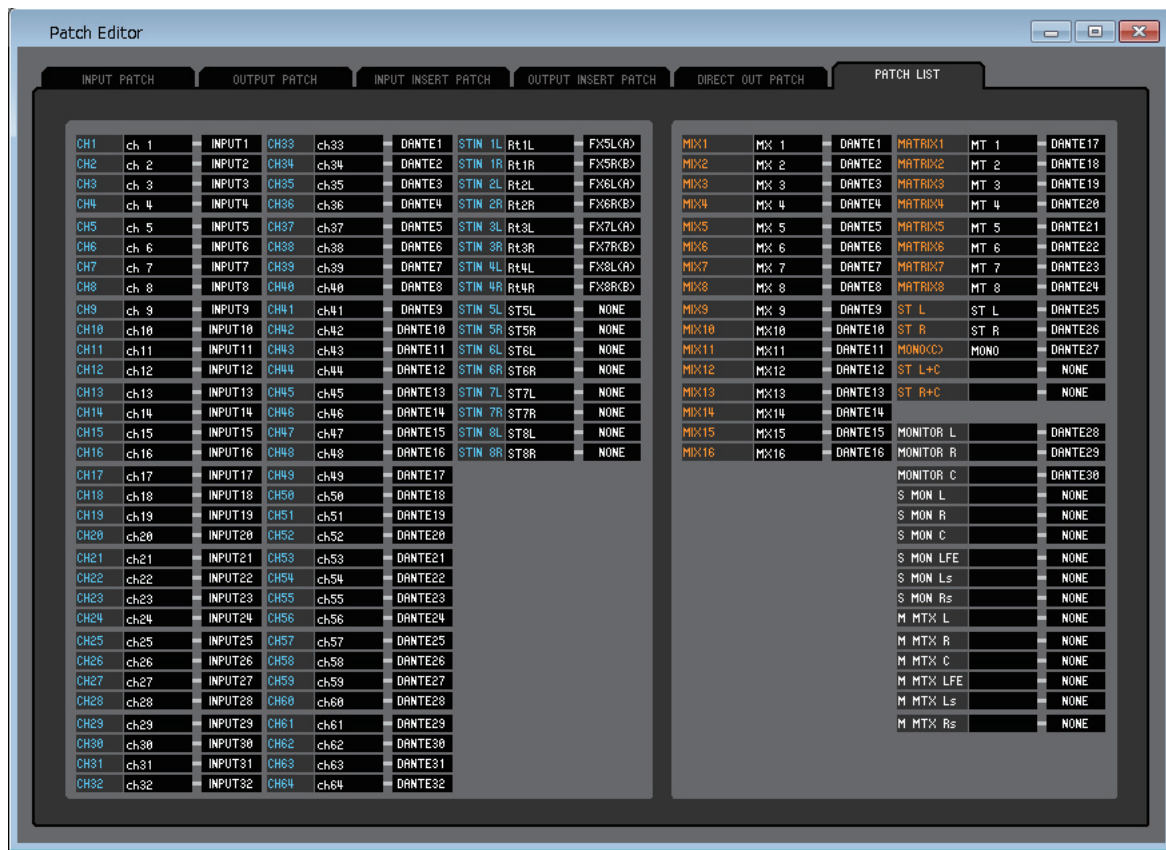 Patch Editor
INPUT PATCH OUTPUT PATCH INPUT INSERT PATCH OUTPUT INSERT PATCH DIRECT OUT PATCH PATCH LIST
CH1 ch 1 INPUT1 CH33 ch33 DANTE1 STIN 1L Rt1L FX5L(A) MIX1 MX 1 DANTE1 MATRIX1 MT 1 DANTE17
CH2 ch 2 INPUT2 CH34 ch34 DANTE2 STIN 1R Rt1R FX5R(B) MIX2 MX 2 DANTE2 MATRIX2 MT 2 DANTE18
CH3 ch 3 INPUT3 CH35 ch35 DANTE3 STIN 2L Rt2L FX6L(A) MIX3 MX 3 DANTE3 MATRIX3 MT 3 DANTE19
CH4 ch 4 INPUT4 CH36 ch36 DANTE4 STIN 2R Rt2R FX6R(B) MIX4 MX 4 DANTE4 MATRIX4 MT 4 DANTE20
CH5 ch 5 INPUT5 CH37 ch37 DANTE5 STIN 3L Rt3L FX7L(A) MIX5 MX 5 DANTE5 MATRIX5 MT 5 DANTE21
CH6 ch 6 INPUT6 CH38 ch38 DANTE6 STIN 3R Rt3R FX7R(B) MIX6 MX 6 DANTE6 MATRIX6 MT 6 DANTE22
CH7 ch 7 INPUT7 CH39 ch39 DANTE7 STIN 4L Rt4L FX8L(A) MIX7 MX 7 DANTE7 MATRIX7 MT 7 DANTE23
CH8 ch 8 INPUT8 CH40 ch40 DANTE8 STIN 4R Rt4R FX8R(B) MIX8 MX 8 DANTE8 MATRIX8 MT 8 DANTE24
CH9 ch 9 INPUT9 CH41 ch41 DANTE9 STIN 5L ST5L NONE MIX9 MX 9 DANTE9 ST L ST L DANTE25
CH10 ch10 INPUT10 CH42 ch42 DANTE10 STIN 5R ST5R NONE MIX10 MX10 DANTE10 ST R ST R DANTE26
CH11 ch11 INPUT11 CH43 ch43 DANTE11 STIN 6L ST6L NONE MIX11 MX11 DANTE11 MONO(C) MONO DANTE27
CH12 ch12 INPUT12 CH44 ch44 DANTE12 STIN 6R ST6R NONE MIX12 MX12 DANTE12 ST L+C NONE
CH13 ch13 INPUT13 CH45 ch45 DANTE13 STIN 7L ST7L NONE MIX13 MX13 DANTE13 ST R+C NONE
CH14 ch14 INPUT14 CH46 ch46 DANTE14 STIN 7R ST7R NONE MIX14 MX14 DANTE14
CH15 ch15 INPUT15 CH47 ch47 DANTE15 STIN 8L ST8L NONE MIX15 MX15 DANTE15 MONITOR L DANTE28
CH16 ch16 INPUT16 CH48 ch48 DANTE16 STIN 8R ST8R NONE MIX16 MX16 DANTE16 MONITOR R DANTE29
CH17 ch17 INPUT17 CH49 ch49 DANTE17 MONITOR C DANTE30
CH18 ch18 INPUT18 CH50 ch50 DANTE18 S MON L NONE
CH19 ch19 INPUT19 CH51 ch51 DANTE19 S MON R NONE
CH20 ch20 INPUT20 CH52 ch52 DANTE20 S MON C NONE
CH21 ch21 INPUT21 CH53 ch53 DANTE21 S MON LFE NONE
CH22 ch22 INPUT22 CH54 ch54 DANTE22 S MON Ls NONE
CH23 ch23 INPUT23 CH55 ch55 DANTE23 S MON Rs NONE
CH24 ch24 INPUT24 CH56 ch56 DANTE24 M MTX L NONE
CH25 ch25 INPUT25 CH57 ch57 DANTE25 M MTX R NONE
CH26 ch26 INPUT26 CH58 ch58 DANTE26 M MTX C NONE
CH27 ch27 INPUT27 CH59 ch59 DANTE27 M MTX LFE NONE
CH28 ch28 INPUT28 CH60 ch60 DANTE28 M MTX Ls NONE
CH29 ch29 INPUT29 CH61 ch61 DANTE29 M MTX Rs NONE
CH30 ch30 INPUT30 CH62 ch62 DANTE30
CH31 ch31 INPUT31 CH63 ch63 DANTE31
CH32 ch32 INPUT32 CH64 ch64 DANTE32